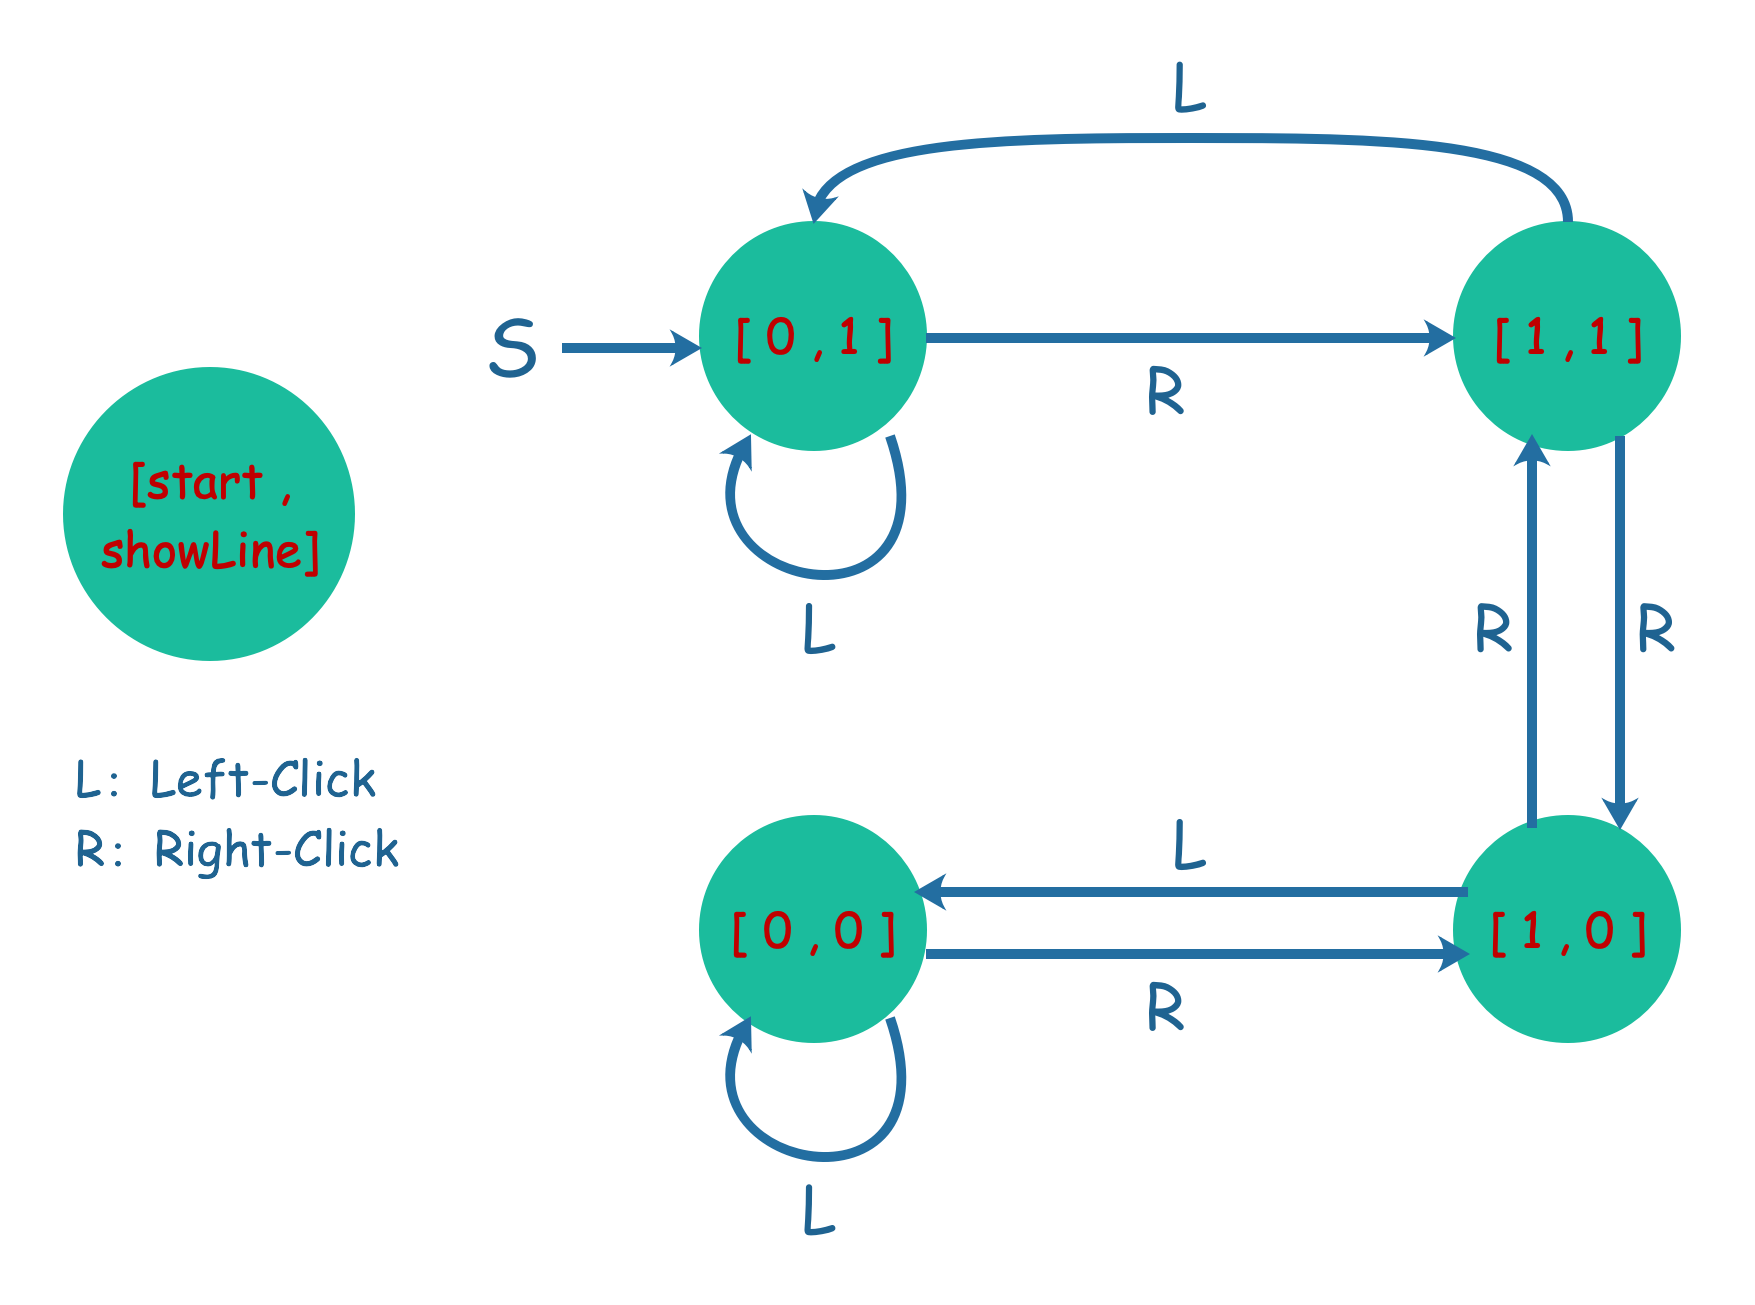 L
S
[ 0 , 1 ]
[ 1 , 1 ]
R
[start ,
showLine]
L
R
R
L: Left-Click
R: Right-Click
L
[ 0 , 0 ]
[ 1 , 0 ]
R
L